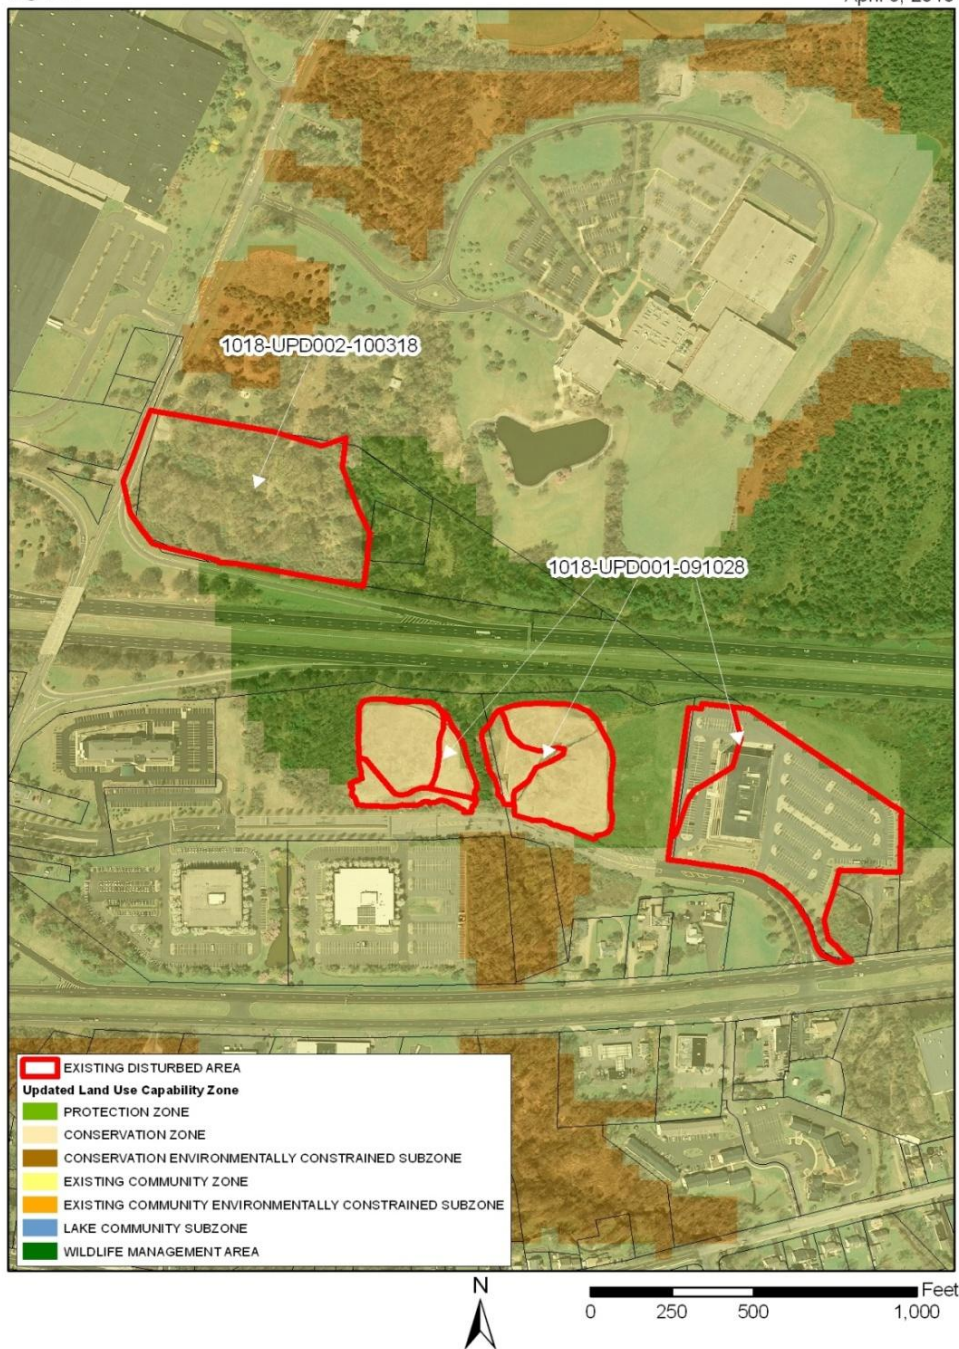 1018-UPD002-100318
1018-UPD001-091028
EXISTING DISTURBED AREA
Updated Land Use Capability Zone
PROTECTION ZONE
CONSERVATION ZONE
CONSERVATION ENVIRONMENTALLY CONSTRAINED SUBZONE
EXISTING COMMUNITY ZONE
EXISTING COMMUNITY ENVIRONMENTALLY CONSTRAINED SUBZONE
LAKE COMMUNITY SUBZONE
WILDLIFE MANAGEMENT AREA
N
Feet
0 250 500 1,000